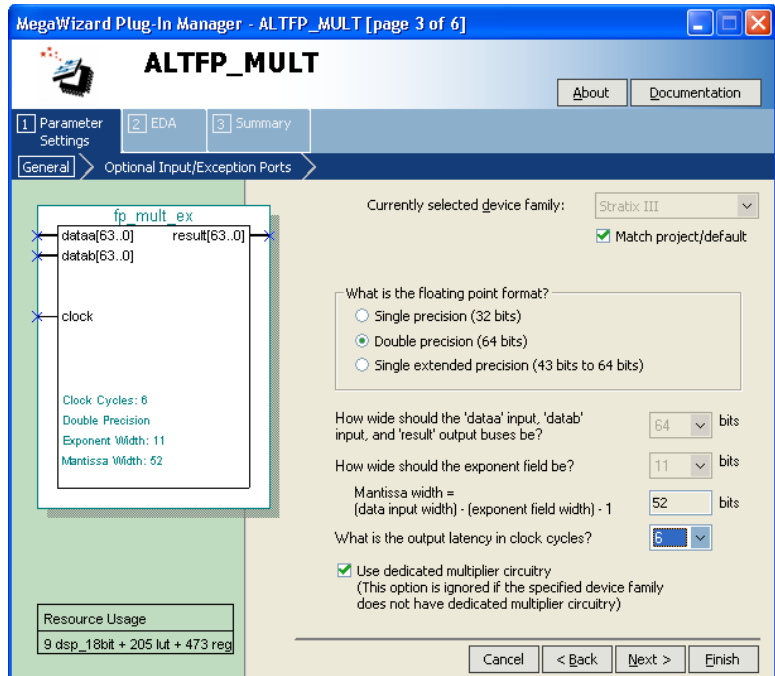 MegaWizard Plug-In Manager - ALTFP_MULT [page 3 of 6]
ALTFP_MULT
About
Documentation
1 Parameter Settings
2 EDA
3 Summary
General
Optional Input/Exception Ports
fp_mult_ex
dataa[63..0]
result[63..0]
datab[63..0]
clock
Clock Cycles: 6
Double Precision
Exponent Width: 11
Mantissa Width: 52
Resource Usage
9 dsp_18bit + 205 lut + 473 reg
Currently selected device family:
Stratix III
Match project/default
What is the floating point format?
Single precision (32 bits)
Double precision (64 bits)
Single extended precision (43 bits to 64 bits)
How wide should the 'dataa' input, 'datab'
input, and 'result' output buses be?
64
bits
How wide should the exponent field be?
11
bits
Mantissa width =
(data input width) - (exponent field width) - 1
52
bits
What is the output latency in clock cycles?
6
Use dedicated multiplier circuitry
(This option is ignored if the specified device family
does not have dedicated multiplier circuitry)
Cancel
< Back
Next >
Finish